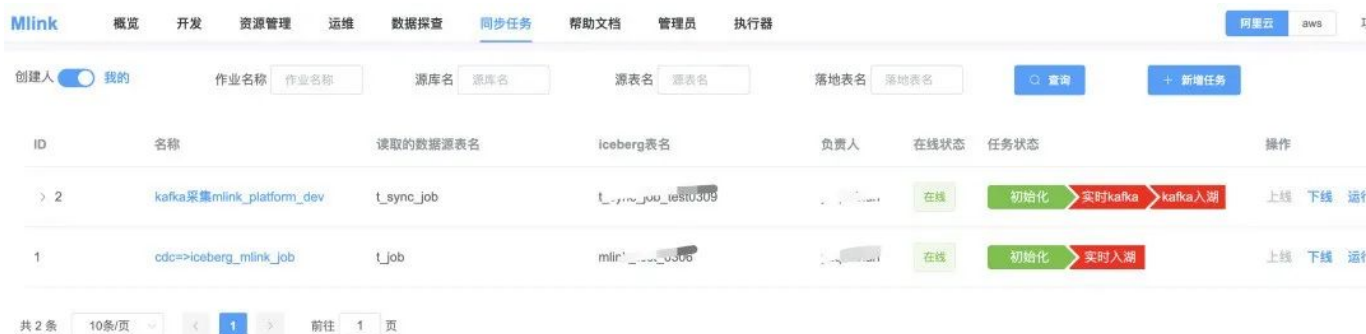 Mlink 概览 开发 资源管理 运维 数据探查 同步任务 帮助文档 管理员 执行器 阿里云 aws
创建人 我的 作业名称 作业名称 源库名 源库名 源表名 源表名 落地表名 落地表名 查询 + 新增任务
ID 名称 读取的数据源表名 iceberg表名 负责人 在线状态 任务状态 操作
> 2 kafka采集mlink_platform_dev t_sync_job 在线 初始化 实时kafka kafka入湖 上线 下线 运行
1 cdc=>iceberg_mlink_job t_job 在线 初始化 实时入湖 上线 下线 运行
共 2 条 10条/页 < 1 > 前往 1 页